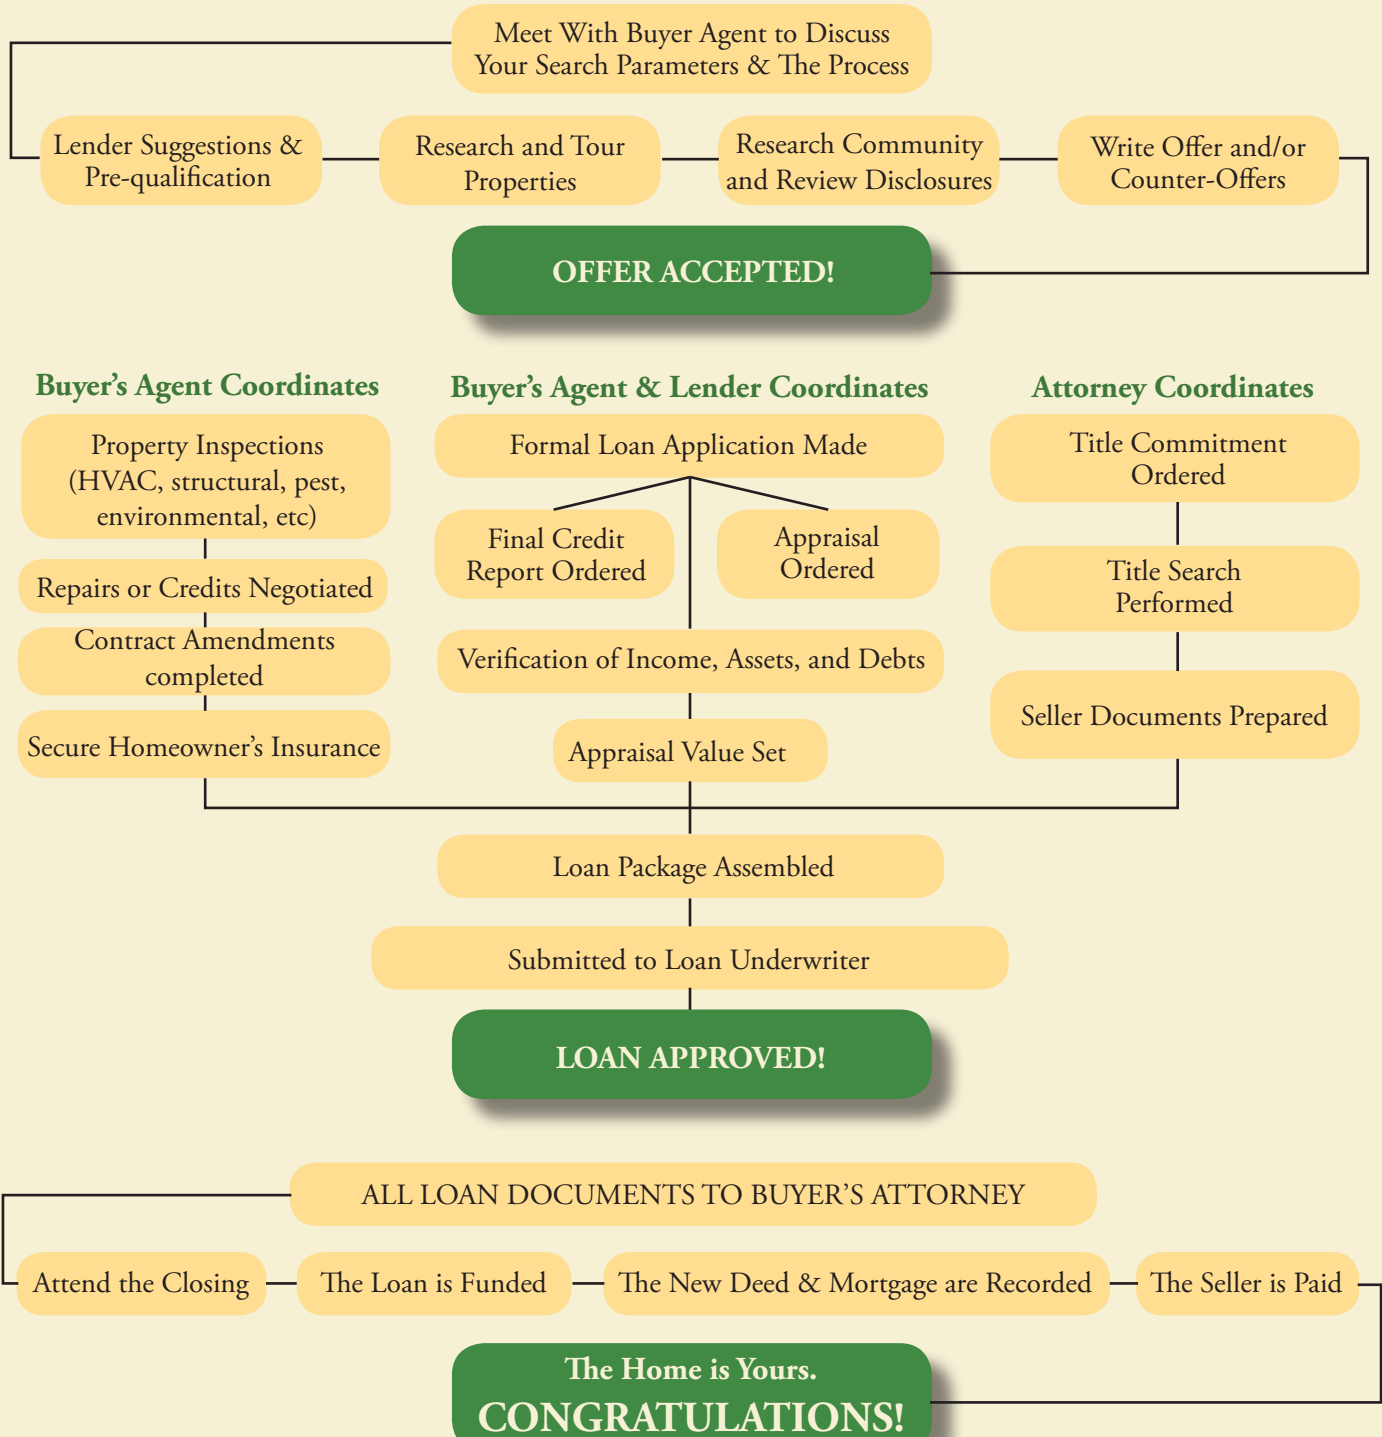 Meet With Buyer Agent to Discuss
Your Search Parameters & The Process
Lender Suggestions &
Pre-qualification
Research and Tour
Properties
Research Community
and Review Disclosures
Write Offer and/or
Counter-Offers
OFFER ACCEPTED!
Buyer's Agent Coordinates
Property Inspections
(HVAC, structural, pest,
environmental, etc)
Repairs or Credits Negotiated
Contract Amendments
completed
Secure Homeowner's Insurance
Buyer's Agent & Lender Coordinates
Formal Loan Application Made
Final Credit
Report Ordered
Appraisal
Ordered
Verification of Income, Assets, and Debts
Appraisal Value Set
Attorney Coordinates
Title Commitment
Ordered
Title Search
Performed
Seller Documents Prepared
Loan Package Assembled
Submitted to Loan Underwriter
LOAN APPROVED!
ALL LOAN DOCUMENTS TO BUYER'S ATTORNEY
Attend the Closing
The Loan is Funded
The New Deed & Mortgage are Recorded
The Seller is Paid
The Home is Yours.
CONGRATULATIONS!